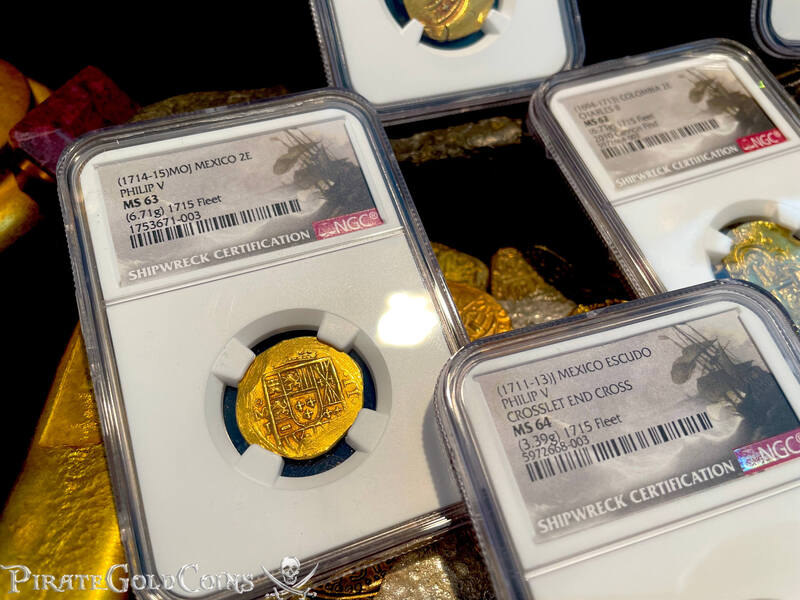 (1714-15)MOJ MEXICO 2E
PHILIP V
MS 63
(6.71g) 1715 Fleet
1753671-003
NGC
SHIPWRECK CERTIFICATION
COLOMBIA 2E
MS 62
1715 Fleet
NGC
SHIPWRECK CERTIFICATION
(1711-13)J MEXICO ESCUDO
PHILIP V
CROSSLET END CROSS
MS 64
(3.39g) 1715 Fleet
5972668-003
NGC
SHIPWRECK CERTIFICATION
PIRATEGOLDCOINS